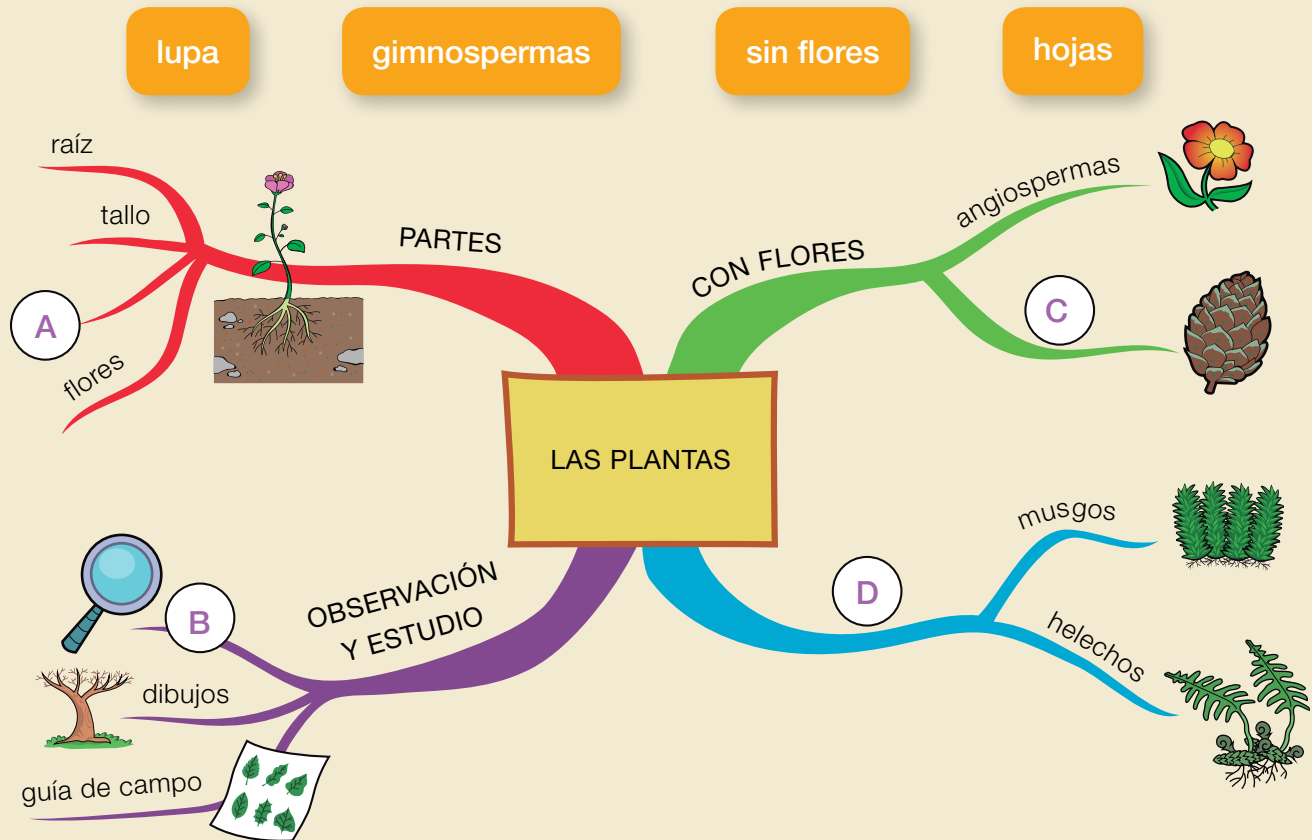 lupa
gimnospermas
sin flores
hojas
raíz
tallo
A
flores
PARTES
CON FLORES
angiospermas
C
LAS PLANTAS
B
dibujos
guía de campo
OBSERVACIÓN
Y ESTUDIO
D
musgos
helechos